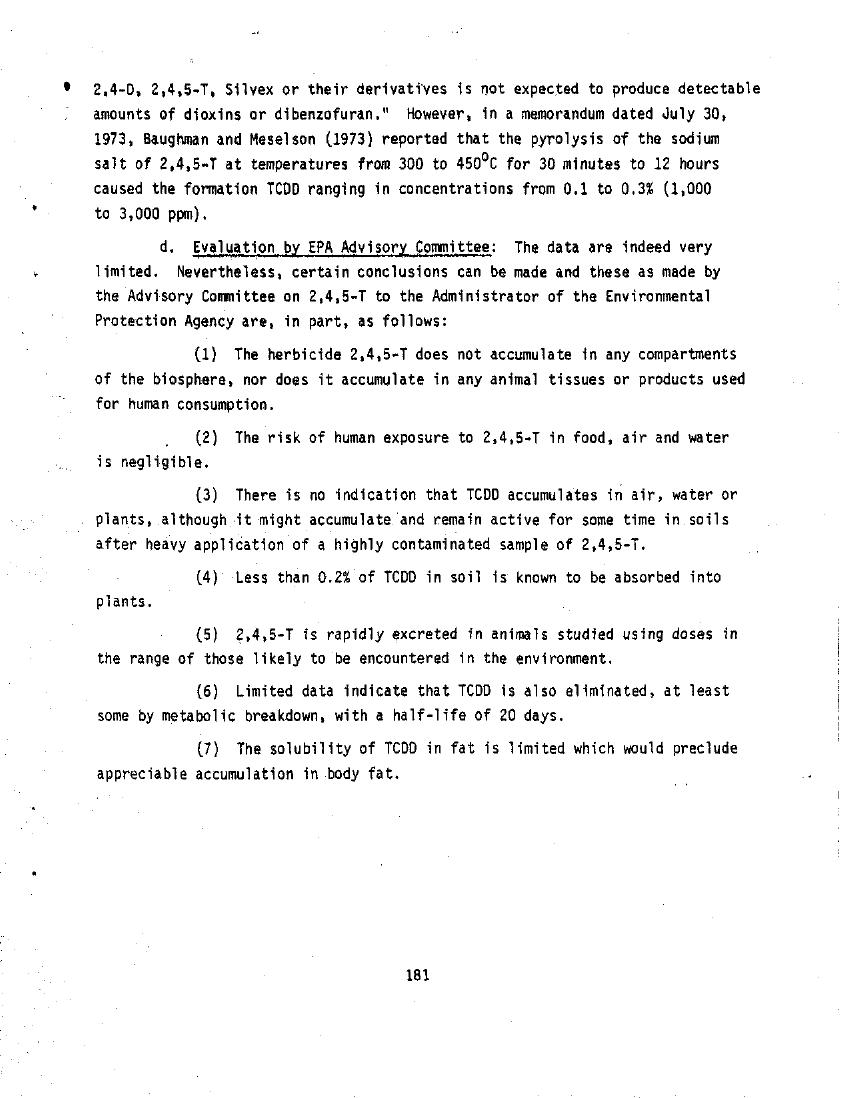 2,4-D, 2,4,5-T, Silvex or their derivatives is not expected to produce detectable
amounts of dioxins or dibenzofuran." However, in a memorandum dated July 30,
1973, Baughman and Meselson (1973) reported that the pyrolysis of the sodium
salt of 2,4,5-T at temperatures from 300 to 450°C for 30 minutes to 12 hours
caused the formation TCDD ranging in concentrations from 0.1 to 0.3% (1,000
to 3,000 ppm).
d. Evaluation by EPA Advisory Committee: The data are indeed very
limited. Nevertheless, certain conclusions can be made and these as made by
the Advisory Committee on 2,4,5-T to the Administrator of the Environmental
Protection Agency are, in part, as follows:
(1) The herbicide 2,4,5-T does not accumulate in any compartments
of the biosphere, nor does it accumulate in any animal tissues or products used
for human consumption.
(2) The risk of human exposure to 2,4,5-T in food, air and water
is negligible.
(3) There is no indication that TCDD accumulates in air, water or
plants, although it might accumulate and remain active for some time in soils
after heavy application of a highly contaminated sample of 2,4,5-T.
(4) Less than 0.2% of TCDD in soil is known to be absorbed into
plants.
(5) 2,4,5-T is rapidly excreted in animals studied using doses in
the range of those likely to be encountered in the environment.
(6) Limited data indicate that TCDD is also eliminated, at least
some by metabolic breakdown, with a half-life of 20 days.
(7) The solubility of TCDD in fat is limited which would preclude
appreciable accumulation in body fat.
181